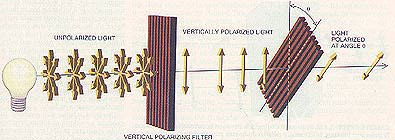 UNPOLARIZED LIGHT
VERTICALLY POLARIZED LIGHT
θ
LIGHT
POLARIZED
AT ANGLE θ
VERTICAL POLARIZING FILTER